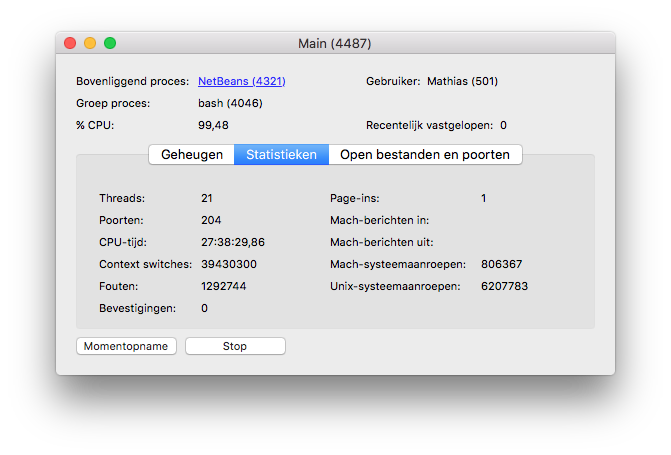 Main (4487)
Bovenliggend proces: NetBeans (4321) Gebruiker: Mathias (501)
Groep proces: bash (4046)
% CPU: 99,48 Recentelijk vastgelopen: 0
Geheugen Statistieken Open bestanden en poorten
Threads: 21 Page-ins: 1
Poorten: 204 Mach-berichten in:
CPU-tijd: 27:38:29,86 Mach-berichten uit:
Context switches: 39430300 Mach-systeemaanroepen: 806367
Fouten: 1292744 Unix-systeemaanroepen: 6207783
Bevestigingen: 0
Momentopname Stop